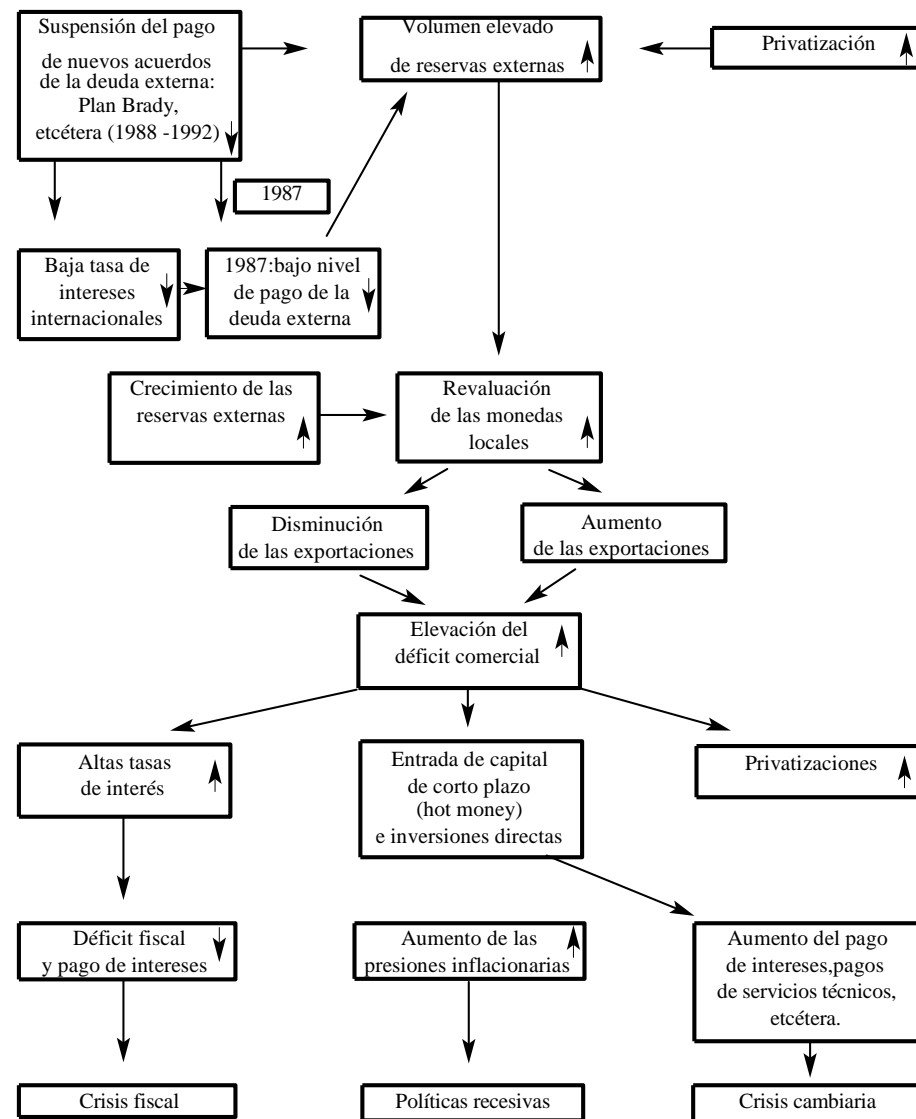 Suspensión del pago
de nuevos acuerdos
de la deuda externa:
Plan Brady,
etcétera (1988 -1992)
Volumen elevado
de reservas externas
Privatización
1987
Baja tasa de
intereses
internacionales
1987:bajo nivel
de pago de la
deuda externa
Crecimiento de las
reservas externas
Revaluación
de las monedas
locales
Disminución
de las exportaciones
Aumento
de las exportaciones
Elevación del
déficit comercial
Altas tasas
de interés
Entrada de capital
de corto plazo
(hot money)
e inversiones directas
Privatizaciones
Déficit fiscal
y pago de intereses
Aumento de las
presiones inflacionarias
Aumento del pago
de intereses,pagos
de servicios técnicos,
etcétera.
Crisis fiscal
Políticas recesivas
Crisis cambiaria